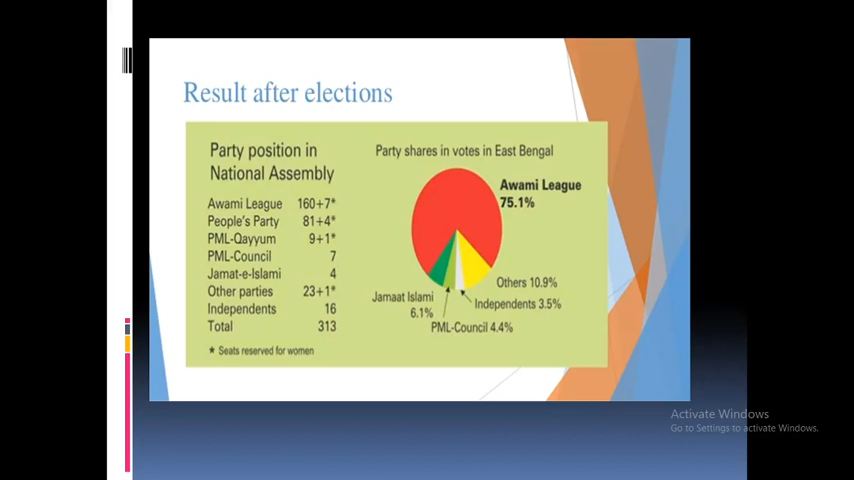 Result after elections
Party position in
National Assembly
Awami League 160+7*
People's Party 81+4*
PML-Qayyum 9+1*
PML-Council 7
Jamat-e-Islami 4
Other parties 23+1*
Independents 16
Total 313
* Seats reserved for women
Party shares in votes in East Bengal
Awami League
75.1%
Others 10.9%
Independents 3.5%
Jamaat Islami
6.1%
PML-Council 4.4%
Activate Windows
Go to Settings to activate Windows.